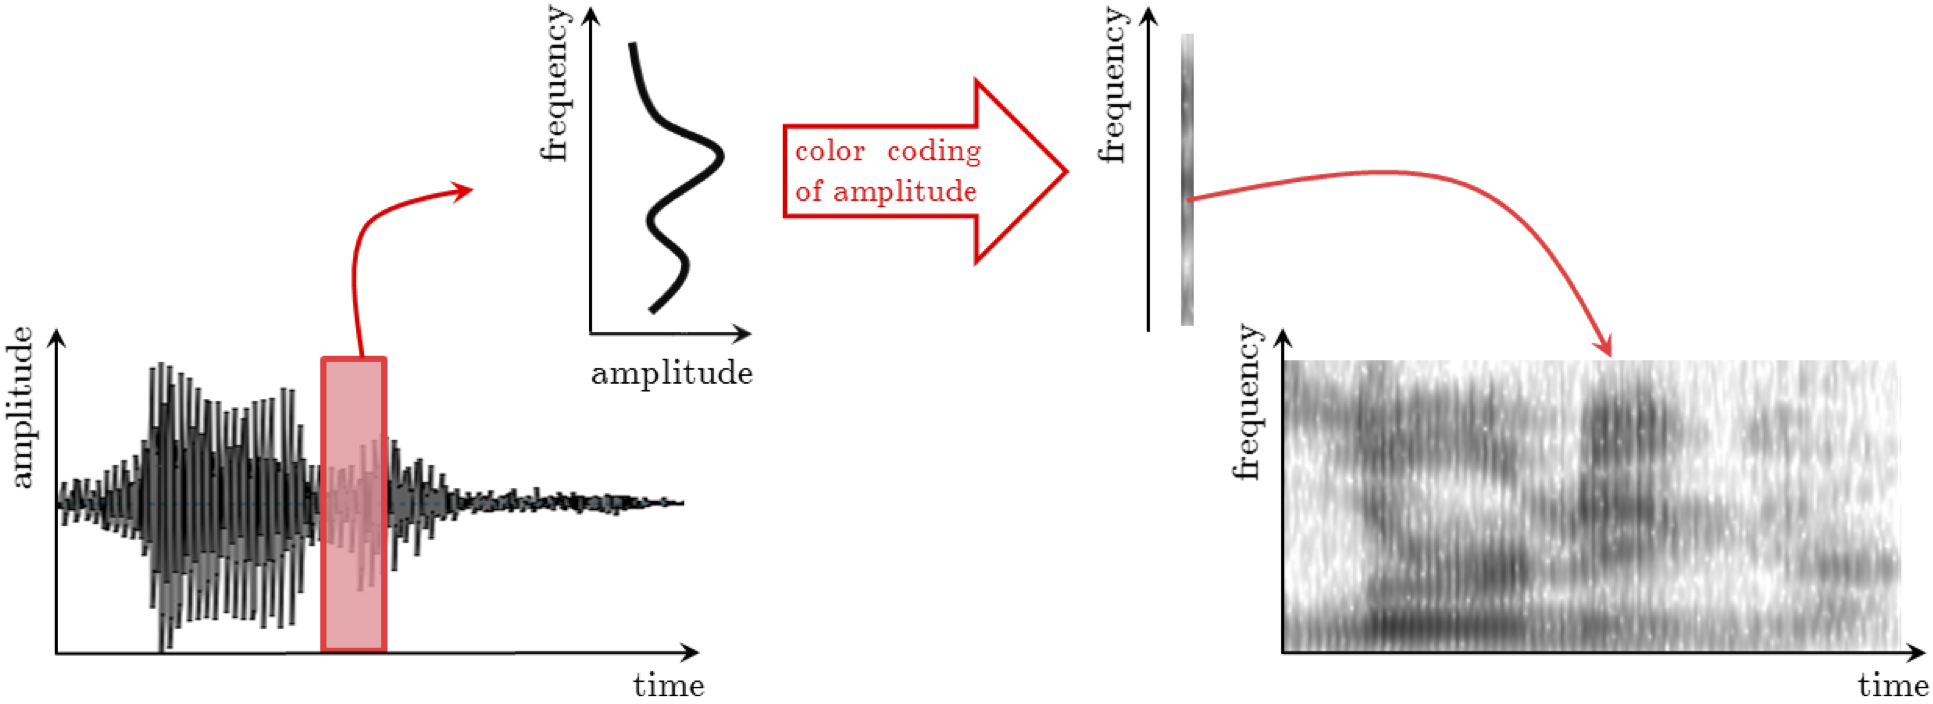 amplitude
time
frequency
amplitude
color coding
of amplitude
frequency
frequency
time